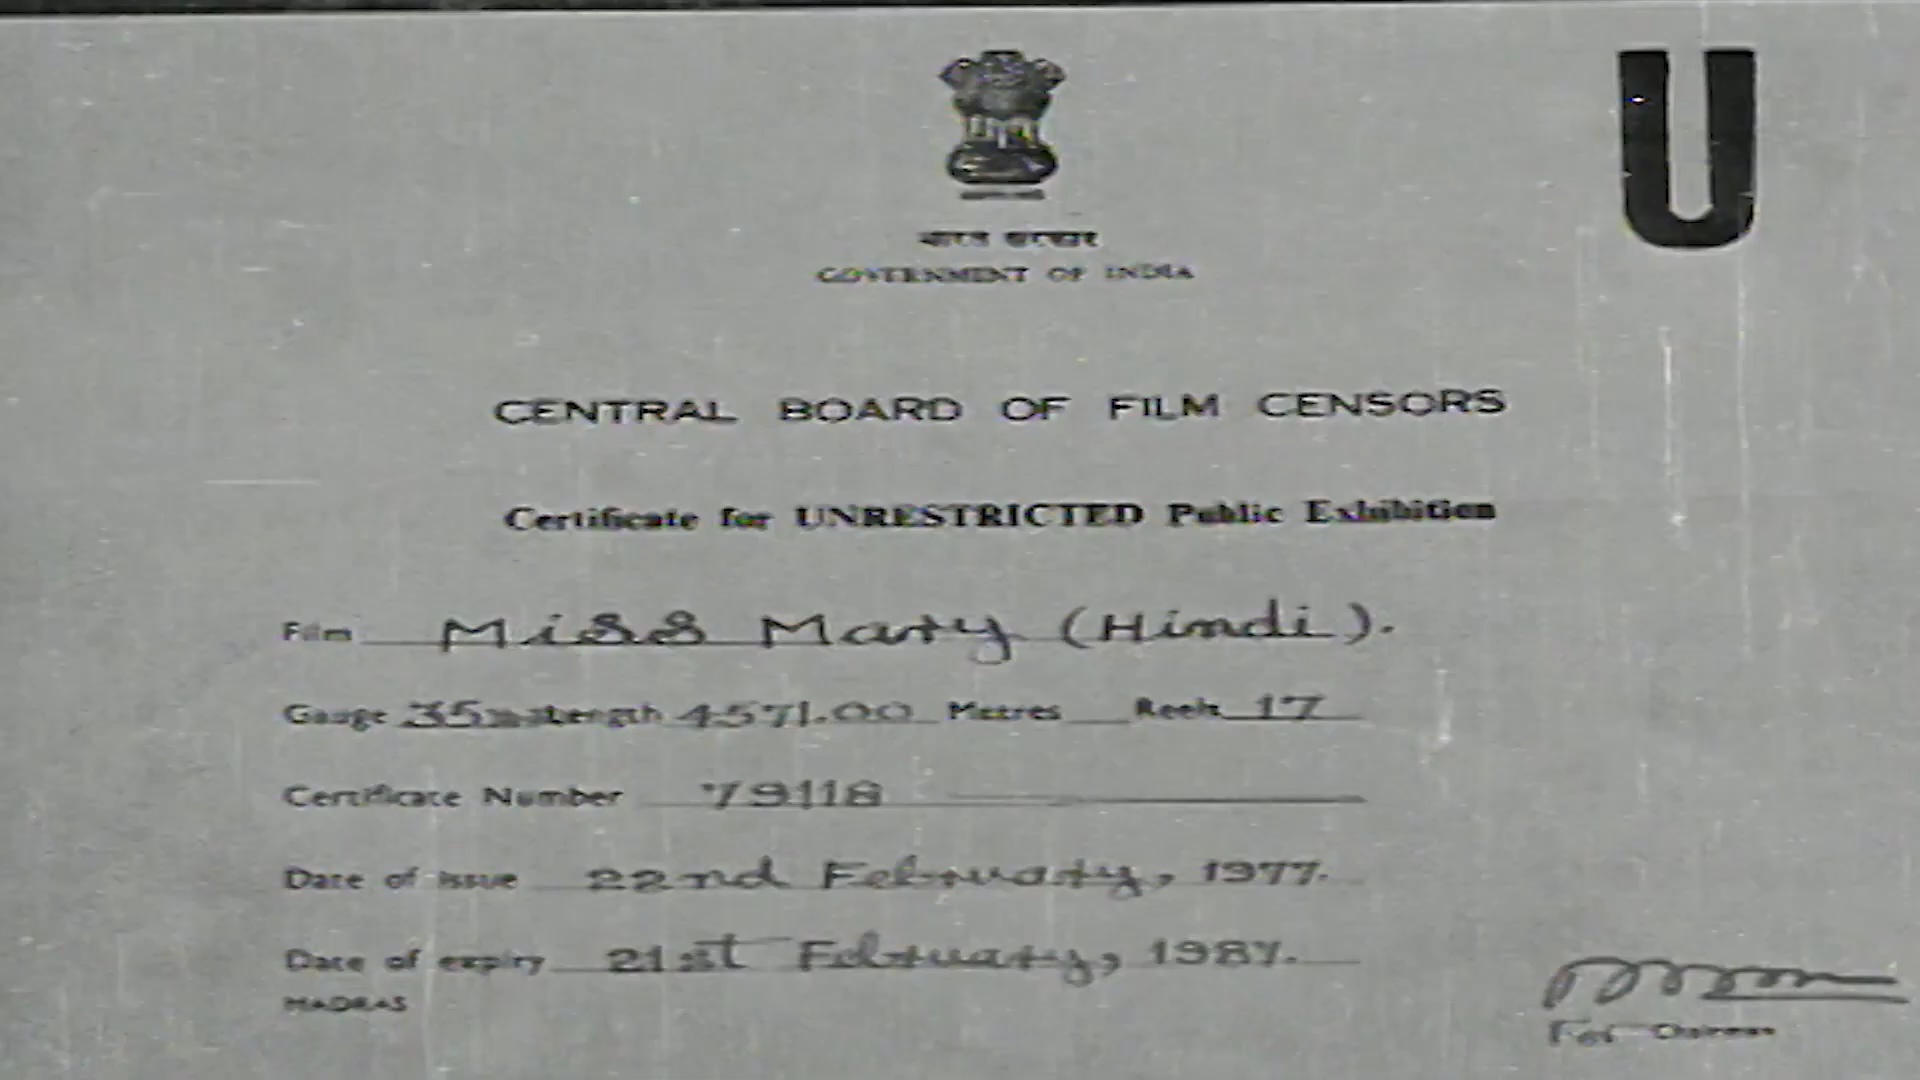 U
भारत सरकार
GOVERNMENT OF INDIA
CENTRAL BOARD OF FILM CENSORS
Certificate for UNRESTRICTED Public Exhibition
Film Miss Mary (Hindi).
Gauge 35 Length 4571.00 Metres Reels 17
Certificate Number 79118
Date of issue 22nd February, 1977.
Date of expiry 21st February, 1987.
MADRAS
For Chairman